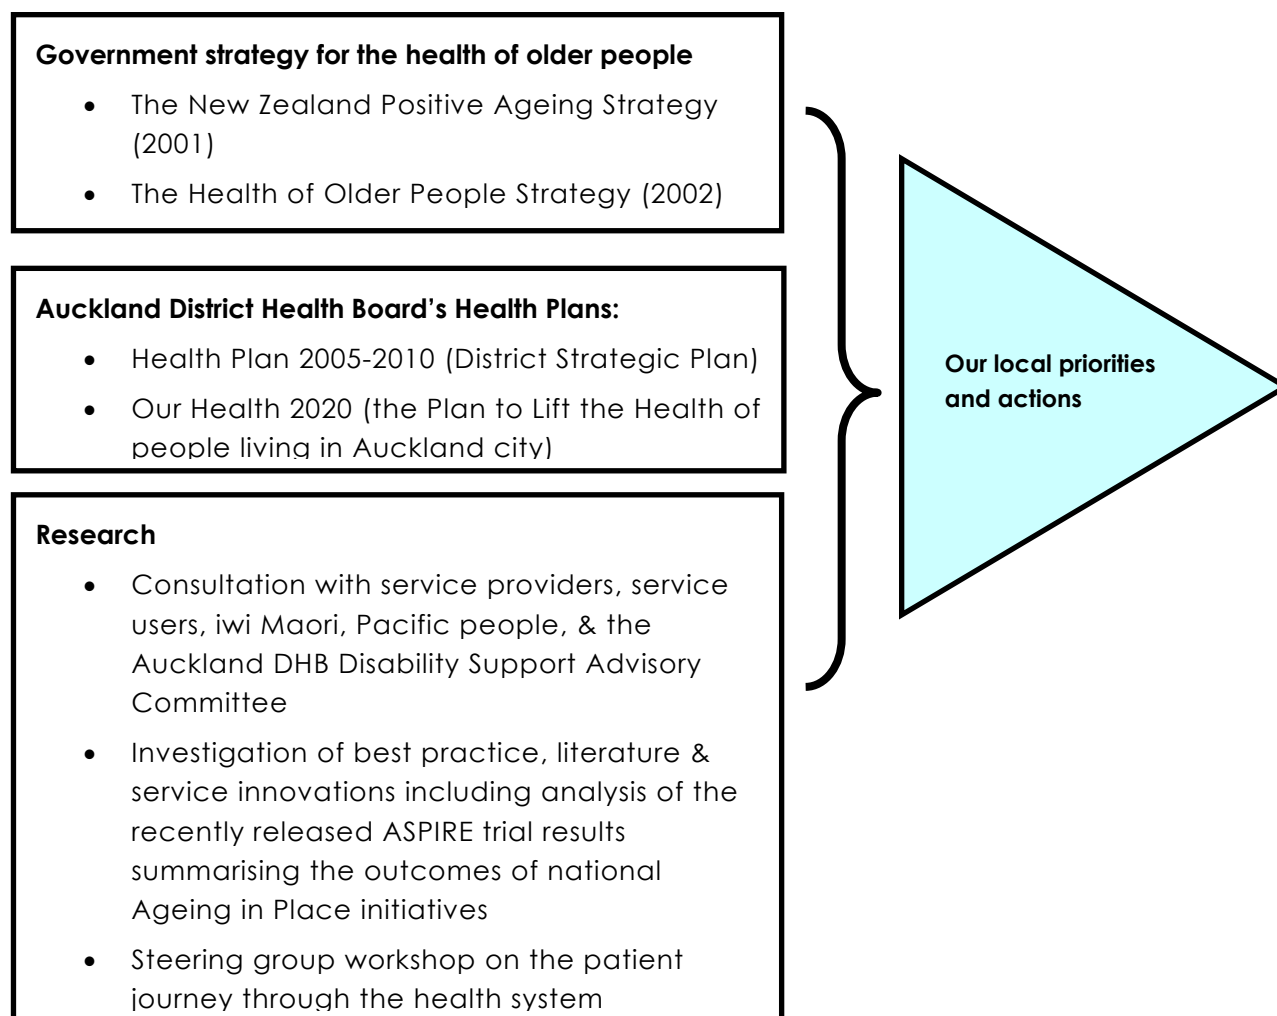 Government strategy for the health of older people
• The New Zealand Positive Ageing Strategy
(2001)
• The Health of Older People Strategy (2002)
Auckland District Health Board’s Health Plans:
• Health Plan 2005-2010 (District Strategic Plan)
• Our Health 2020 (the Plan to Lift the Health of
people living in Auckland city)
Research
• Consultation with service providers, service
users, iwi Maori, Pacific people, & the
Auckland DHB Disability Support Advisory
Committee
• Investigation of best practice, literature &
service innovations including analysis of the
recently released ASPIRE trial results
summarising the outcomes of national
Ageing in Place initiatives
• Steering group workshop on the patient
journey through the health system
Our local priorities
and actions